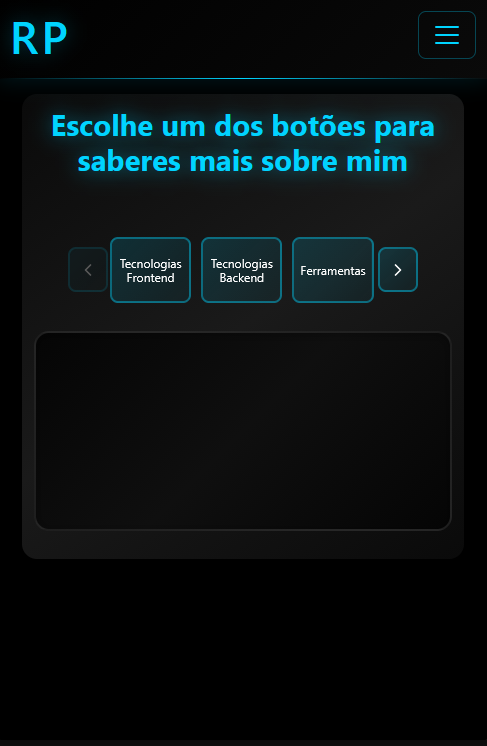 RP
Escolhe um dos botões para
saberes mais sobre mim
Tecnologias
Frontend
Tecnologias
Backend
Ferramentas